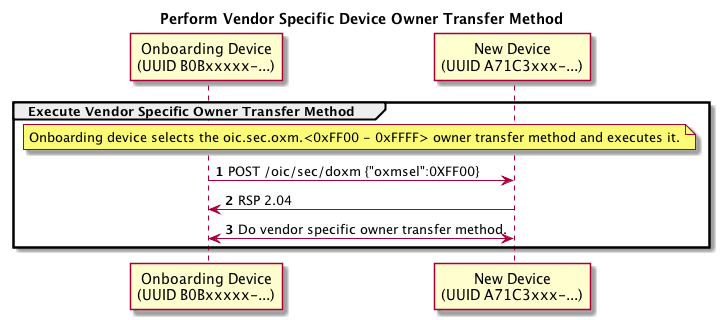 Perform Vendor Specific Device Owner Transfer Method
Onboarding Device
(UUID B0Bxxxxx-...)
New Device
(UUID A71C3xxx-...)
Execute Vendor Specific Owner Transfer Method
Onboarding device selects the oic.sec.oxm.<0xFF00 - 0xFFFF> owner transfer method and executes it.
1 POST /oic/sec/doxm {"oxmsel":0XFF00}
2 RSP 2.04
3 Do vendor specific owner transfer method.
Onboarding Device
(UUID B0Bxxxxx-...)
New Device
(UUID A71C3xxx-...)